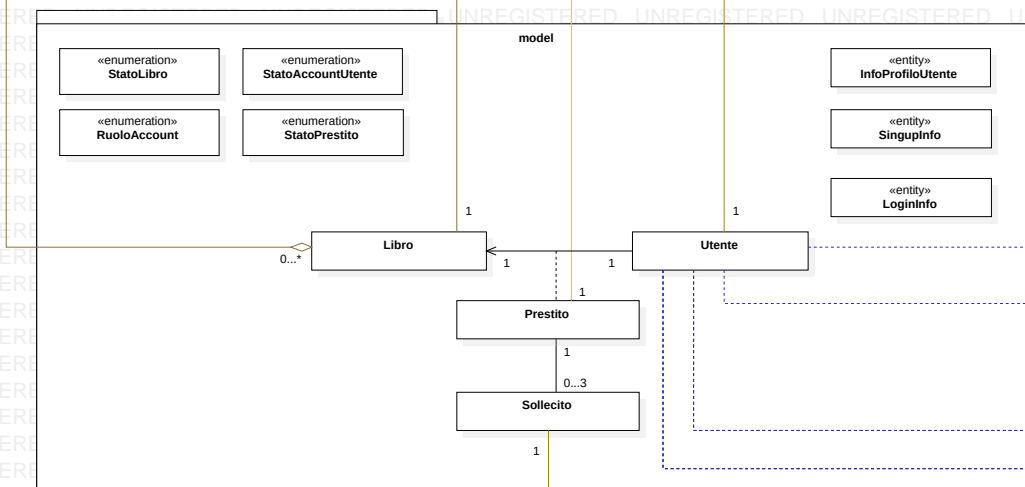 UNREGISTERED UNREGISTERED UNREGISTERED U
model
«enumeration»
StatoLibro
«enumeration»
StatoAccountUtente
«entity»
InfoProfiloUtente
«enumeration»
RuoloAccount
«enumeration»
StatoPrestito
«entity»
SingupInfo
«entity»
LoginInfo
1
1
Libro
Utente
0...*
1
1
1
Prestito
1
0...3
Sollecito
1